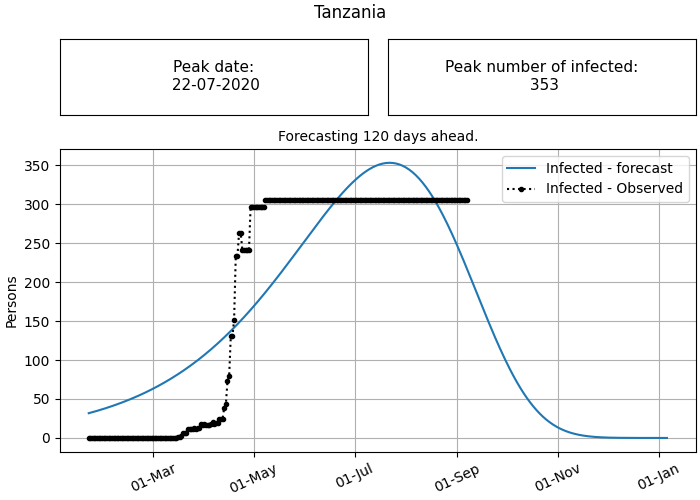 Tanzania
Peak date:
22-07-2020
Peak number of infected:
353
Forecasting 120 days ahead.
Infected - forecast
Infected - Observed
Persons
350
300
250
200
150
100
50
0
01-Mar
01-May
01-Jul
01-Sep
01-Nov
01-Jan